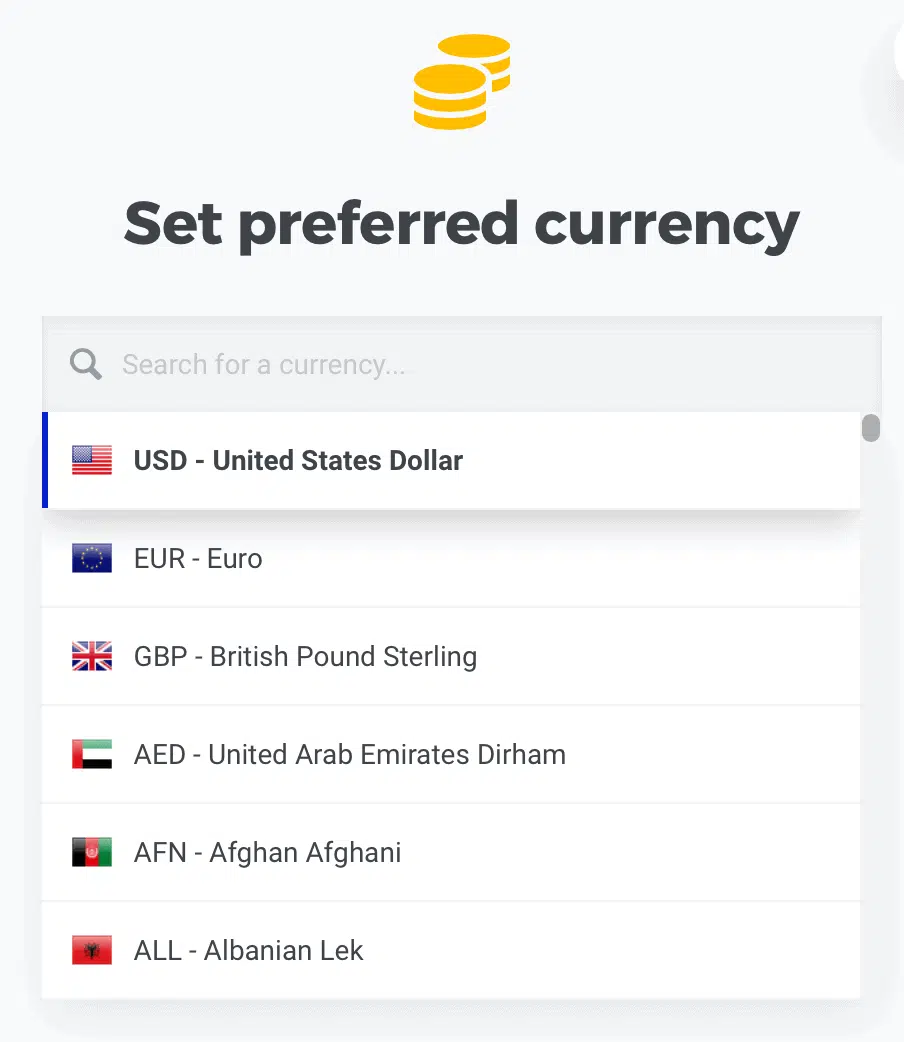 Set preferred currency
Search for a currency...
USD - United States Dollar
EUR - Euro
GBP - British Pound Sterling
AED - United Arab Emirates Dirham
AFN - Afghan Afghani
ALL - Albanian Lek